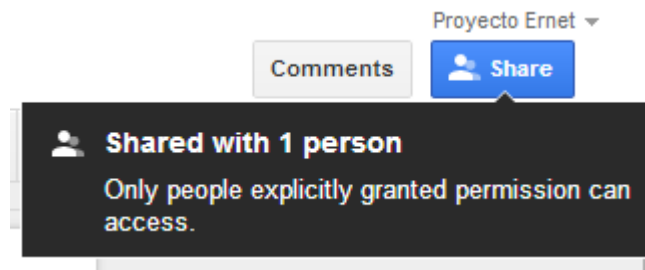 Proyecto Ernet
Comments
Share
Shared with 1 person
Only people explicitly granted permission can
access.